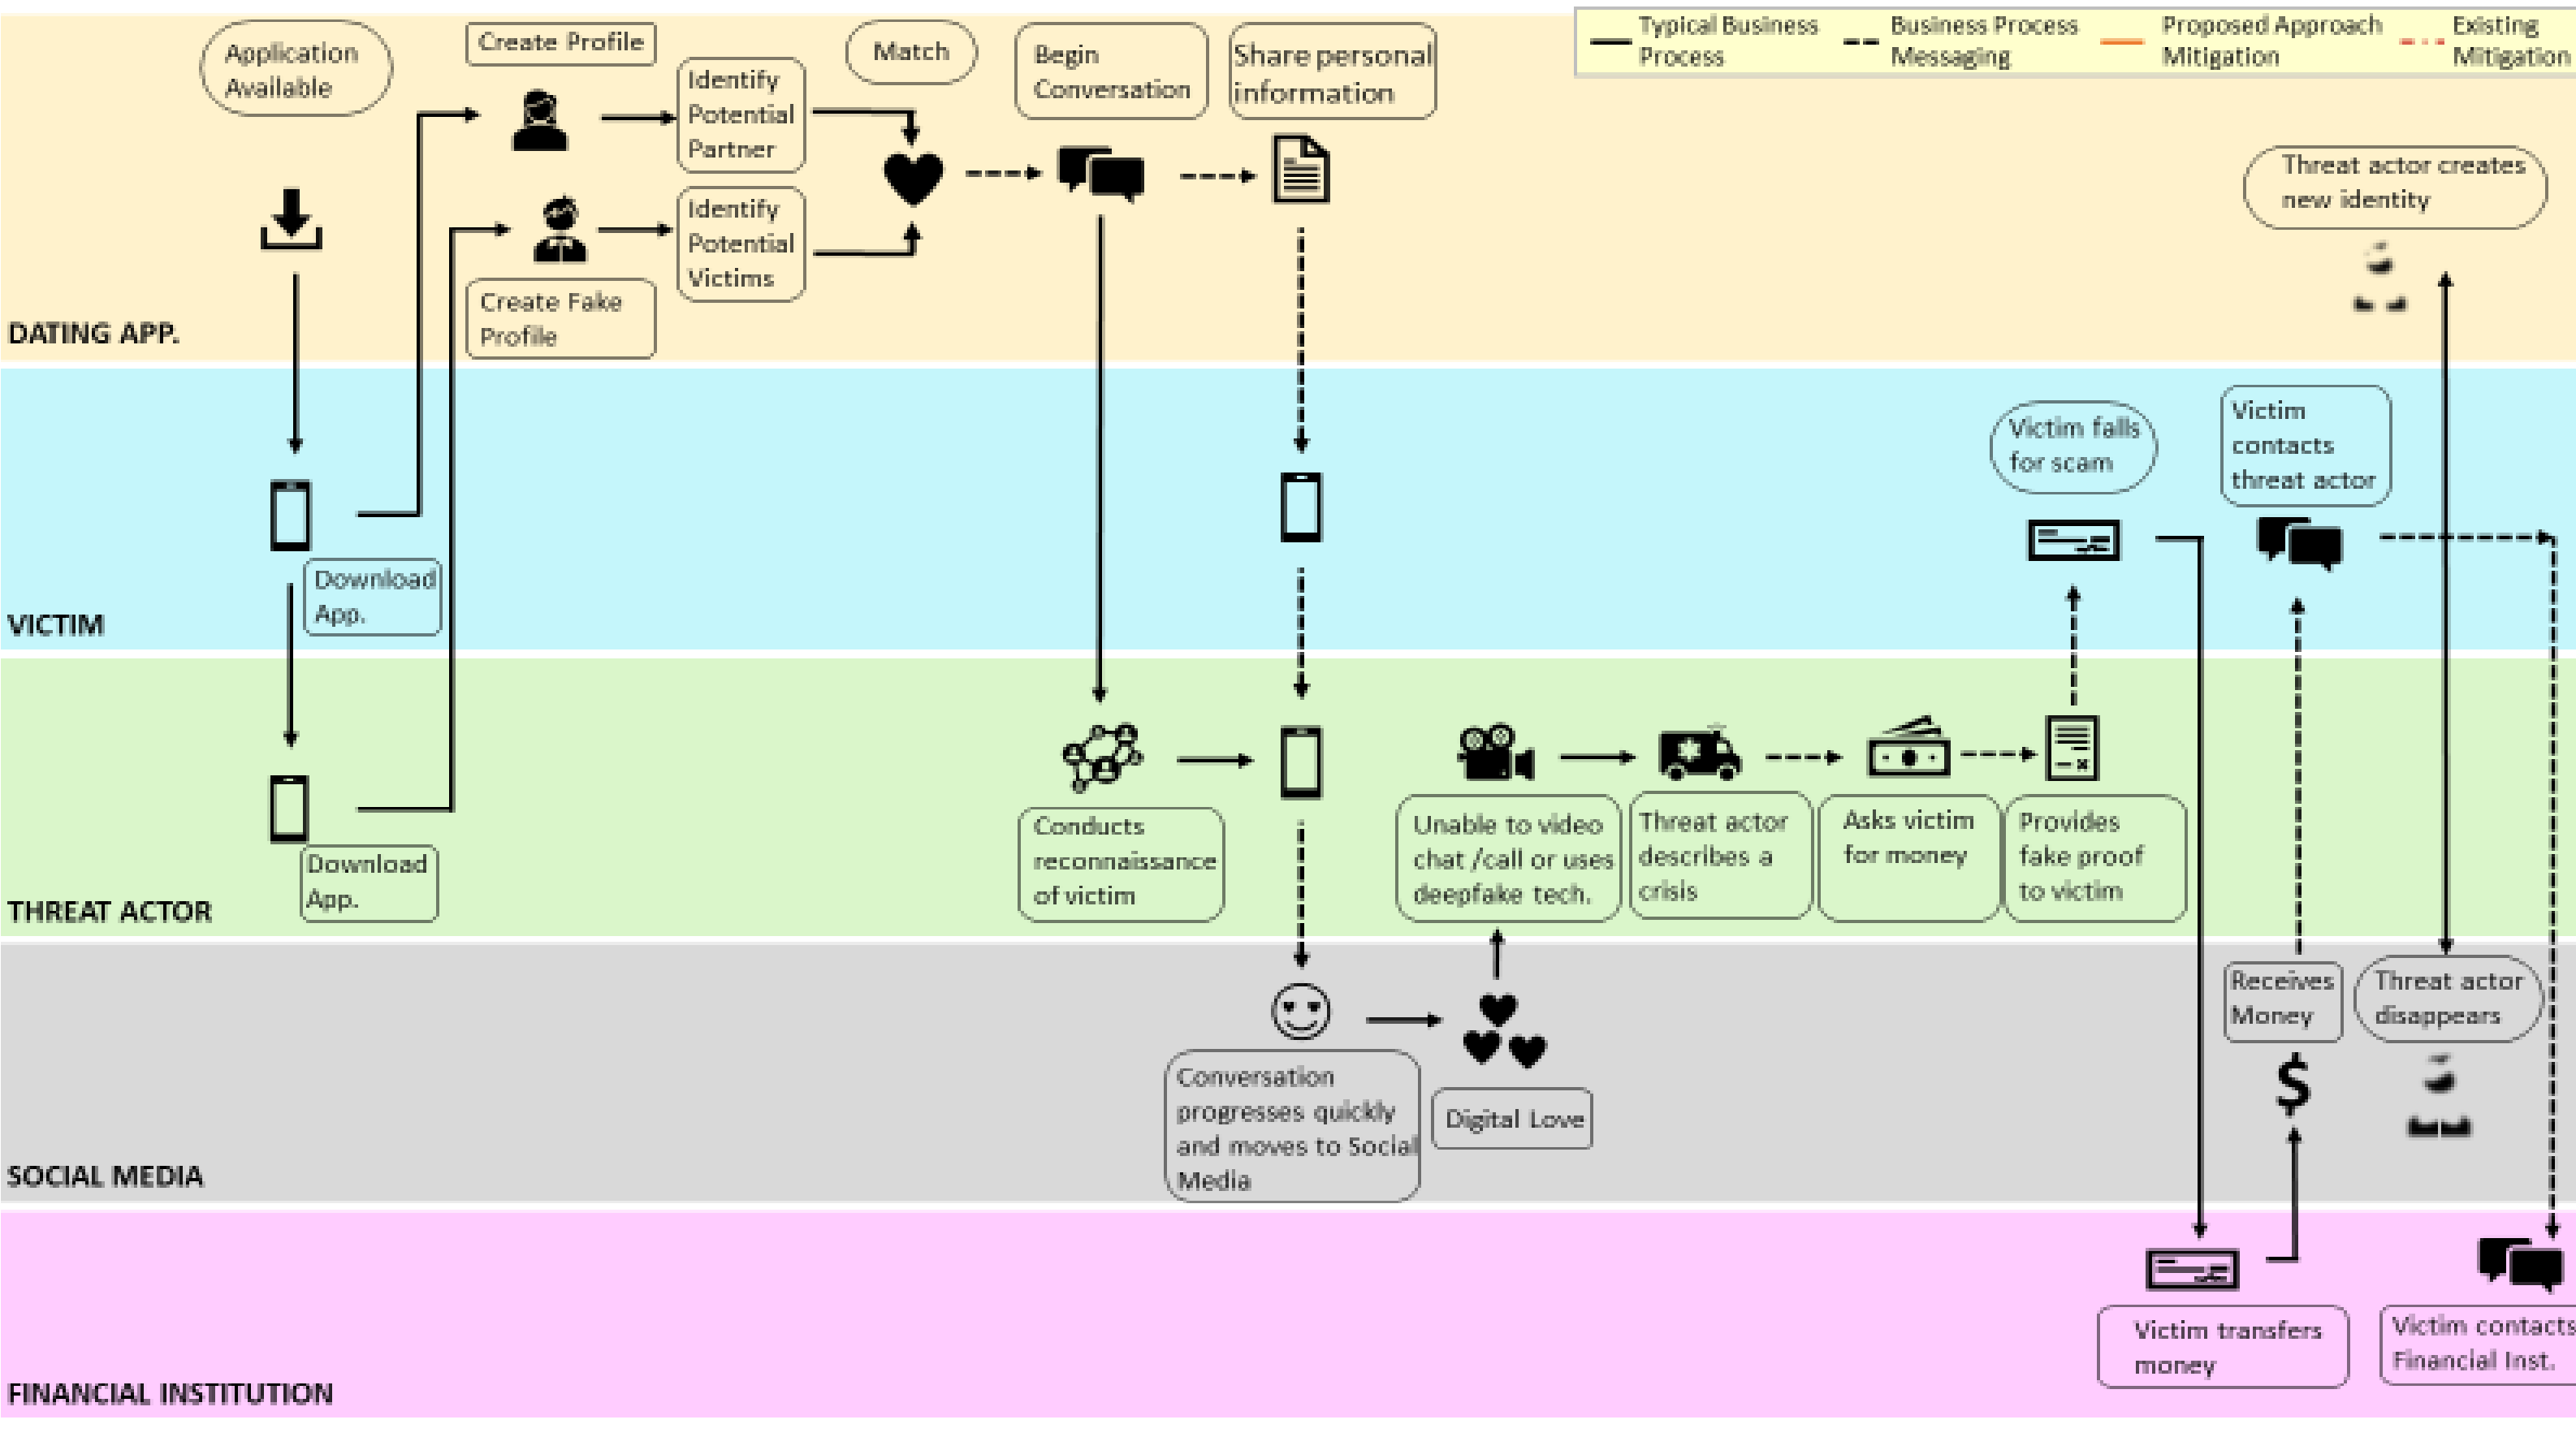 Application
Available
Create Profile
Identify
Potential
Partner
Match
Begin
Conversation
Share personal
information
Typical Business
Process
Business Process
Messaging
Proposed Approach
Mitigation
Existing
Mitigation
Identify
Potential
Victims
Create Fake
Profile
Threat actor creates
new identity
DATING APP.
Download
App.
Victim falls
for scam
Victim
contacts
threat actor
VICTIM
Download
App.
Conducts
reconnaissance
of victim
Unable to video
chat /call or uses
deepfake tech.
Threat actor
describes a
crisis
Asks victim
for money
Provides
fake proof
to victim
THREAT ACTOR
Conversation
progresses quickly
and moves to Social
Media
Digital Love
Receives
Money
$
Threat actor
disappears
SOCIAL MEDIA
Victim transfers
money
Victim contacts
Financial Inst.
FINANCIAL INSTITUTION